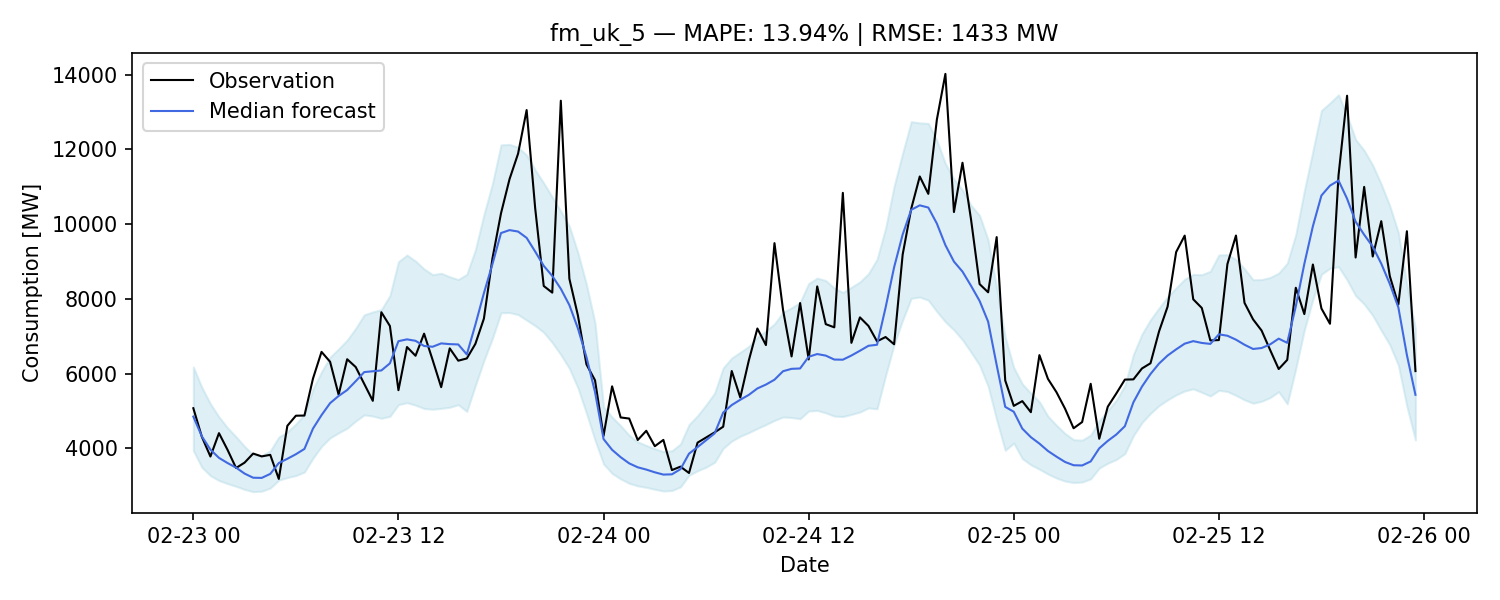 fm_uk_5 — MAPE: 13.94% | RMSE: 1433 MW
Observation
Median forecast
Consumption [MW]
14000
12000
10000
8000
6000
4000
02-23 00
02-23 12
02-24 00
02-24 12
02-25 00
02-25 12
02-26 00
Date